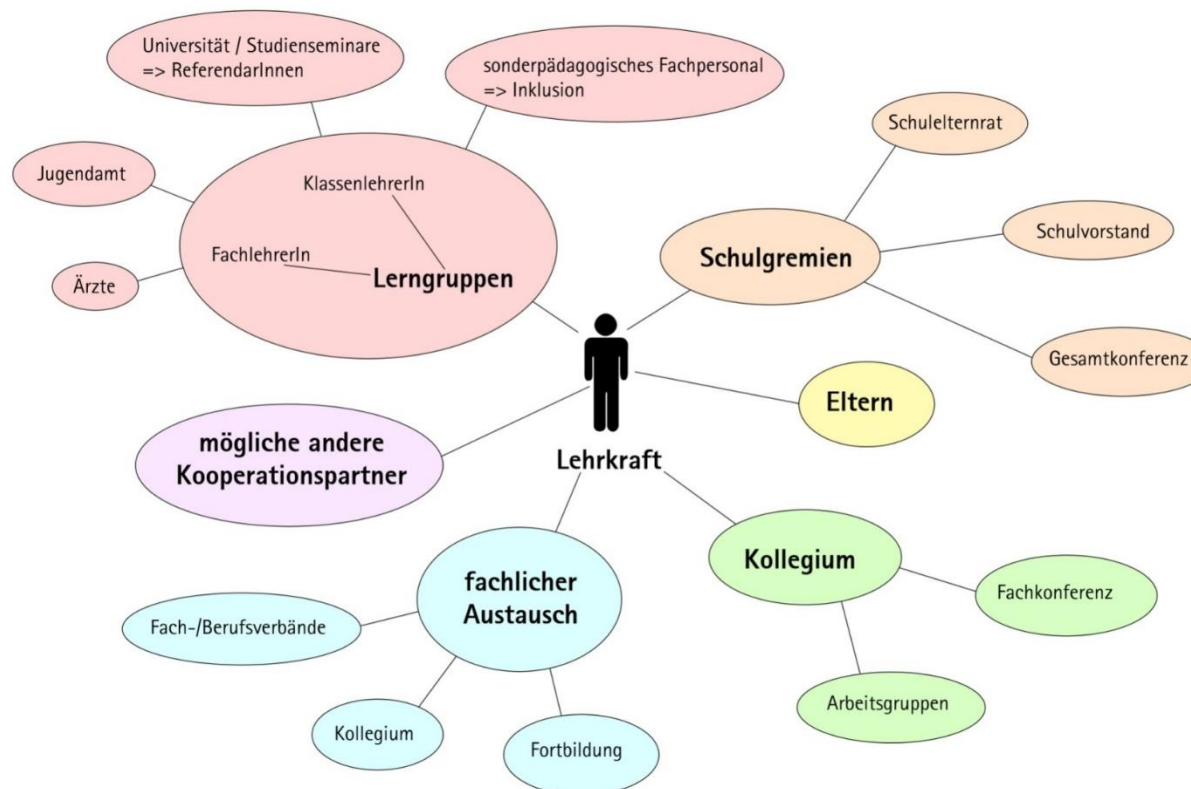 Universität / Studienseminare
=> ReferendarInnen
sonderpädagogisches Fachpersonal
=> Inklusion
Jugendamt
Ärzte
KlassenlehrerIn
FachlehrerIn
Lerngruppen
Schulelternrat
Schulvorstand
Schulgremien
Gesamtkonferenz
Eltern
mögliche andere
Kooperationspartner
Lehrkraft
fachlicher
Austausch
Fach-/Berufsverbände
Kollegium
Fortbildung
Kollegium
Fachkonferenz
Arbeitsgruppen